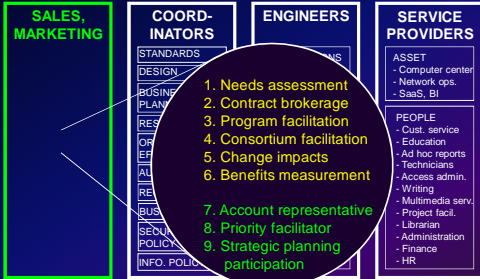 SALES,
MARKETING
COORD-
INATORS
STANDARDS
DESIGN
ENGINEERS
1. Needs assessment
2. Contract brokerage
3. Program facilitation
4. Consortium facilitation
5. Change impacts
6. Benefits measurement
7. Account representative
8. Priority facilitator
9. Strategic planning
participation
SERVICE
PROVIDERS
ASSET
- Computer center
- Network ops.
- SaaS, BI
PEOPLE
- Cust. service
- Education
- Ad hoc reports
- Technicians
- Access admin.
- Writing
- Multimedia serv.
- Project facil.
- Librarian
- Administration
- Finance
- HR